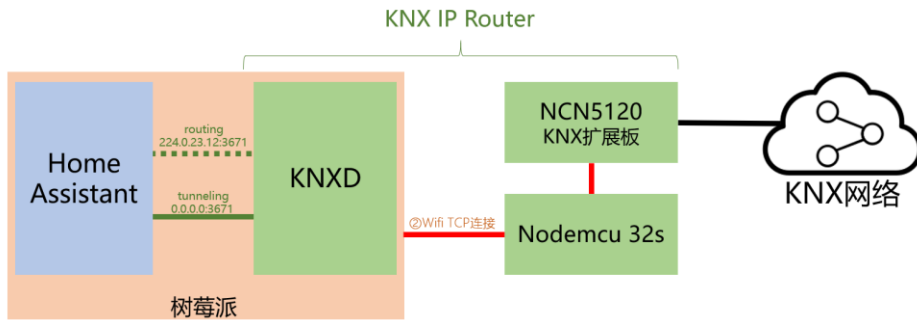 KNX IP Router
routing
224.0.23.12:3671
Home
Assistant
tunneling
0.0.0.0:3671
KNXD
②Wifi TCP连接
NCN5120
KNX扩展板
Nodemcu 32s
KNX网络
树莓派